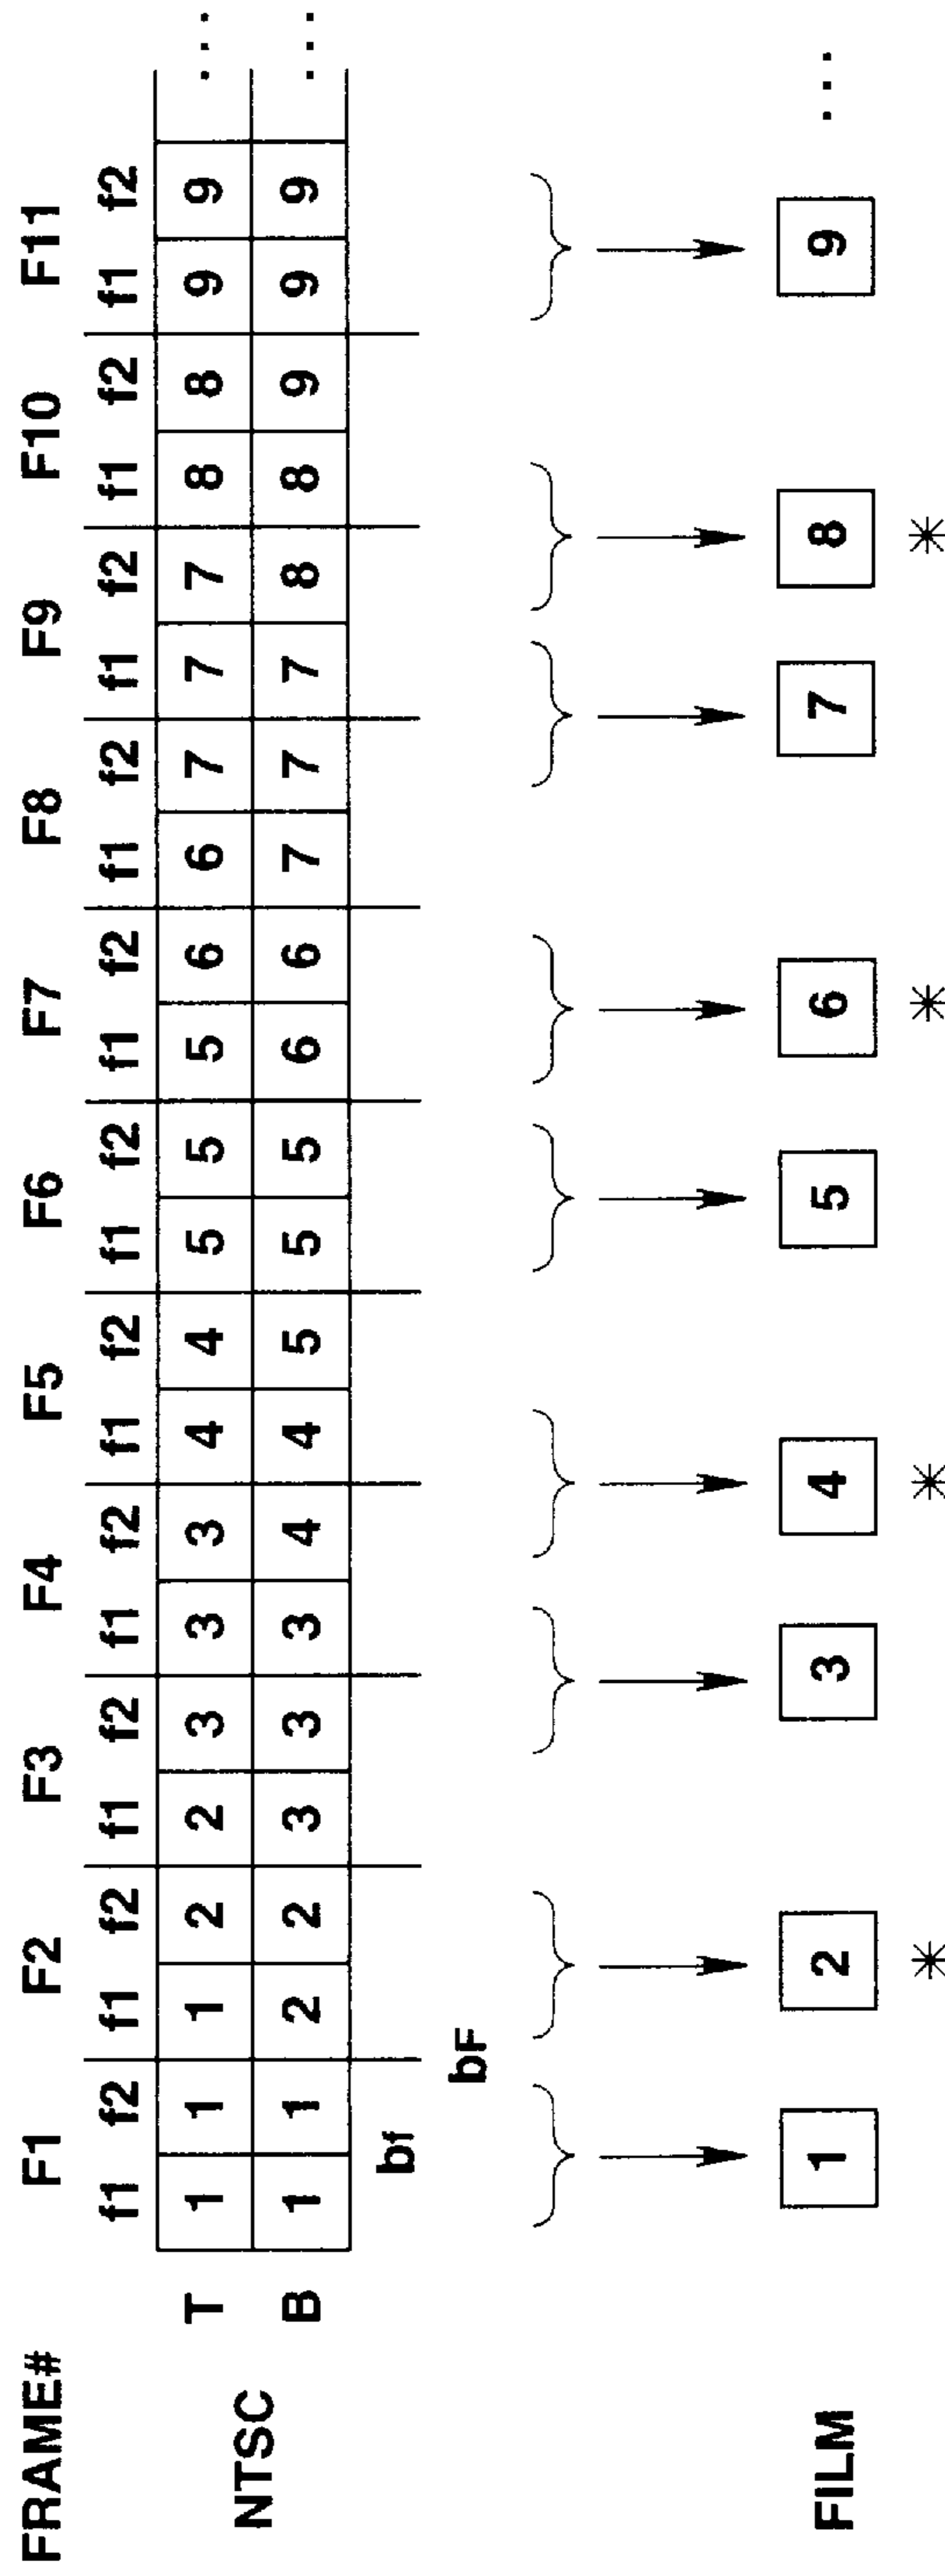 FRAME# F1 F2 F3 F4 F5 F6 F7 F8 F9 F10 F11
f1 f2 f1 f2 f1 f2 f1 f2 f1 f2 f1 f2 f1 f2 f1 f2 f1 f2 f1 f2 f1 f2
NTSC
T 1 1 1 2 2 3 3 3 4 4 5 5 5 6 6 7 7 7 8 8 9 9 ...
B 1 1 2 2 3 3 3 4 4 5 5 5 6 6 7 7 7 8 8 9 9 9 ...
bf
bF
FILM 1 2 3 4 5 6 7 8 9 ...
* * * *